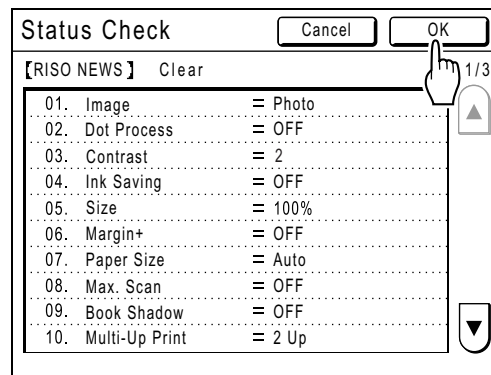 Status Check Cancel OK
【RISO NEWS】 Clear 1/3
01. Image = Photo
02. Dot Process = OFF
03. Contrast = 2
04. Ink Saving = OFF
05. Size = 100%
06. Margin+ = OFF
07. Paper Size = Auto
08. Max. Scan = OFF
09. Book Shadow = OFF
10. Multi-Up Print = 2 Up